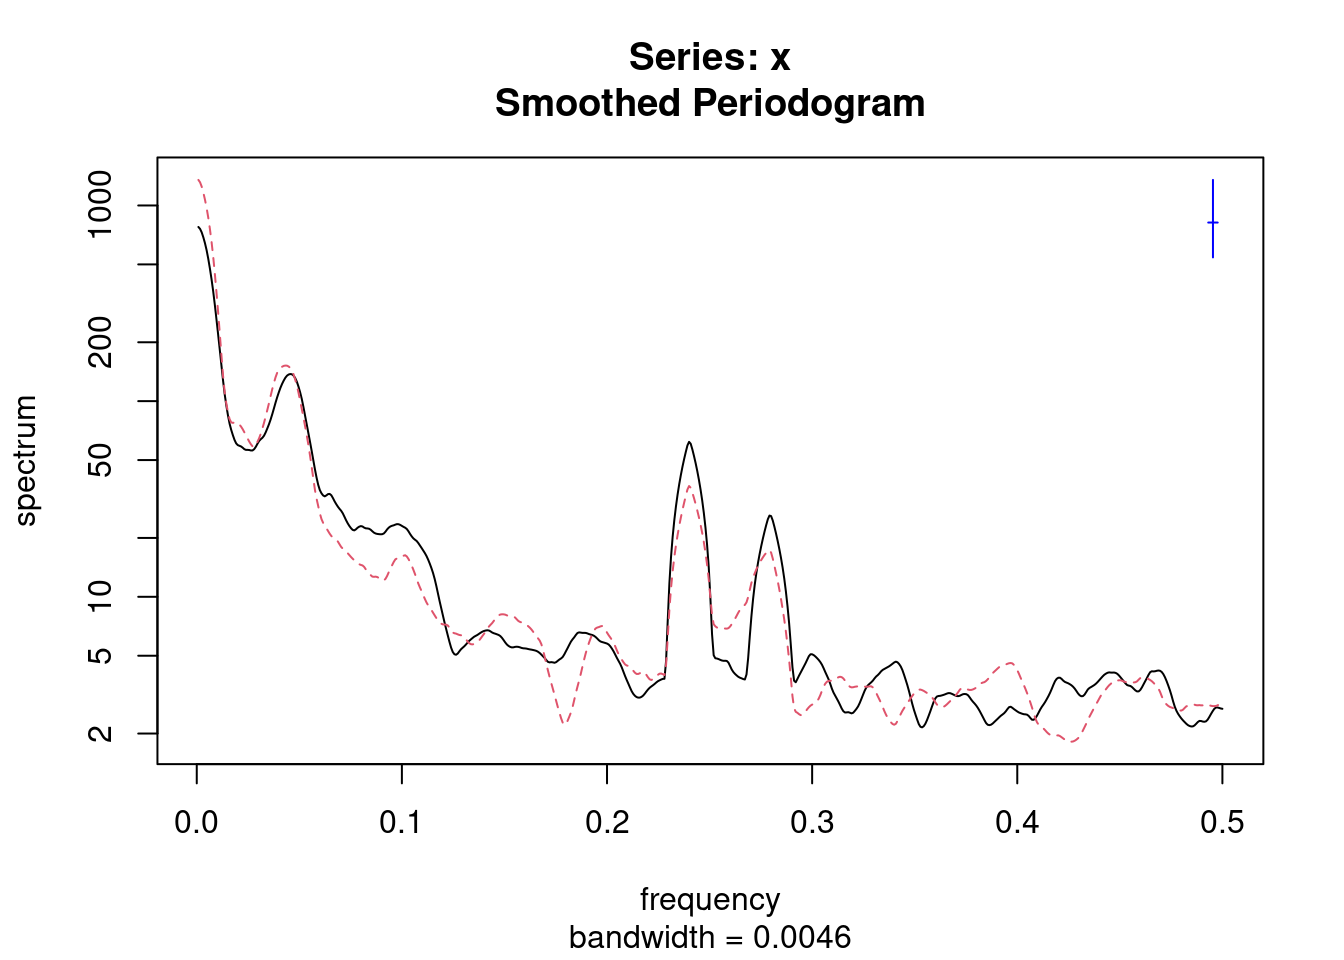 Series: x
Smoothed Periodogram
spectrum
1000
200
50
10
5
2
0.0 0.1 0.2 0.3 0.4 0.5
frequency
bandwidth = 0.0046